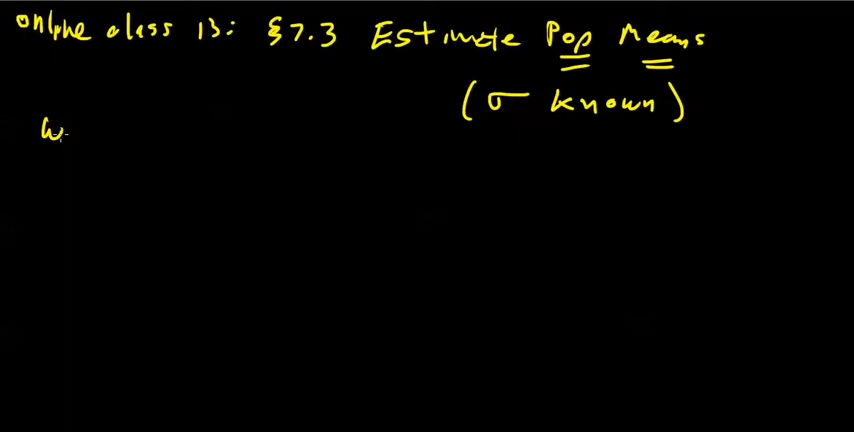 Online class 13: § 7.3 Estimate Pop Means
(σ known)
W